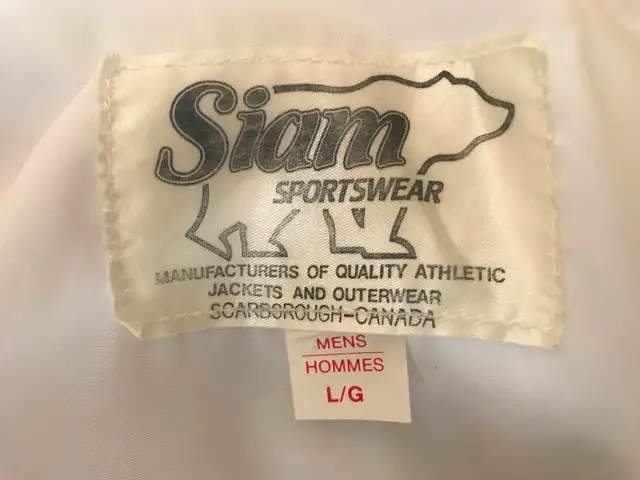 Siam
SPORTSWEAR
MANUFACTURERS OF QUALITY ATHLETIC
JACKETS AND OUTERWEAR
SCARBOROUGH-CANADA
MENS
HOMMES
L/G